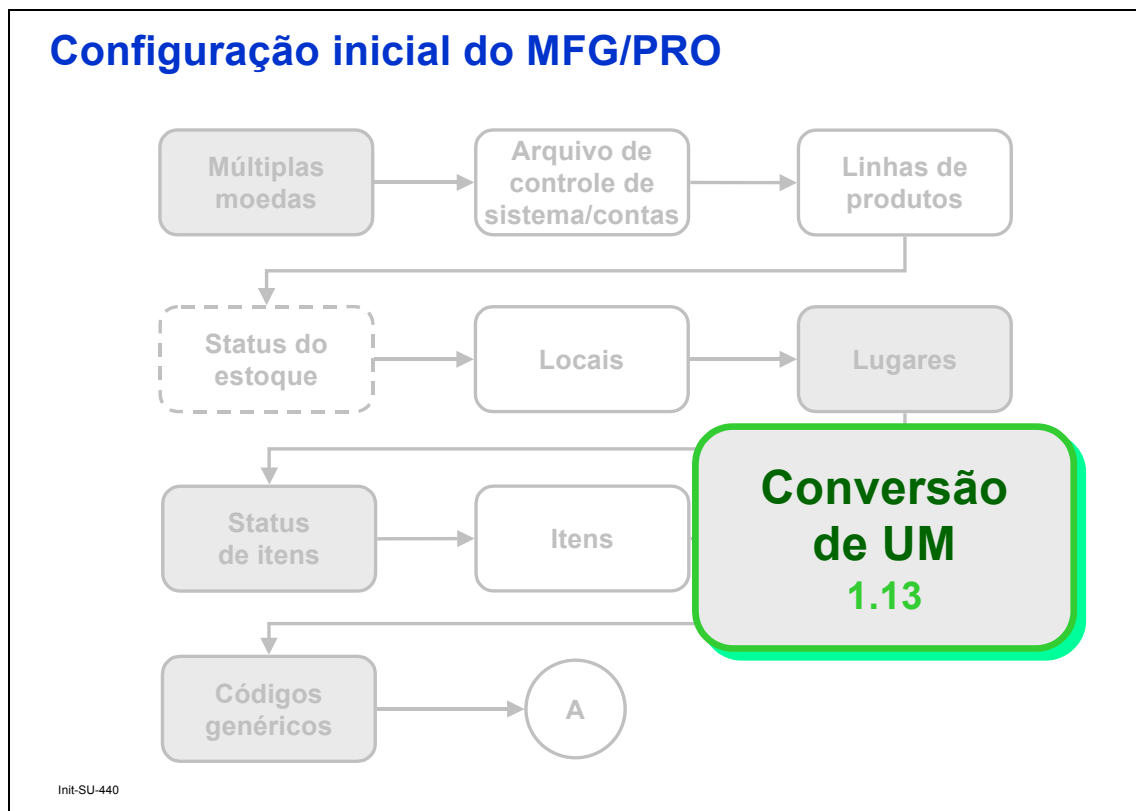 Configuração inicial do MFG/PRO
Múltiplas
moedas
Arquivo de
controle de
sistema/contas
Linhas de
produtos
Status do
estoque
Locais
Lugares
Status
de itens
Itens
Conversão
de UM
1.13
Códigos
genéricos
A
Init-SU-440